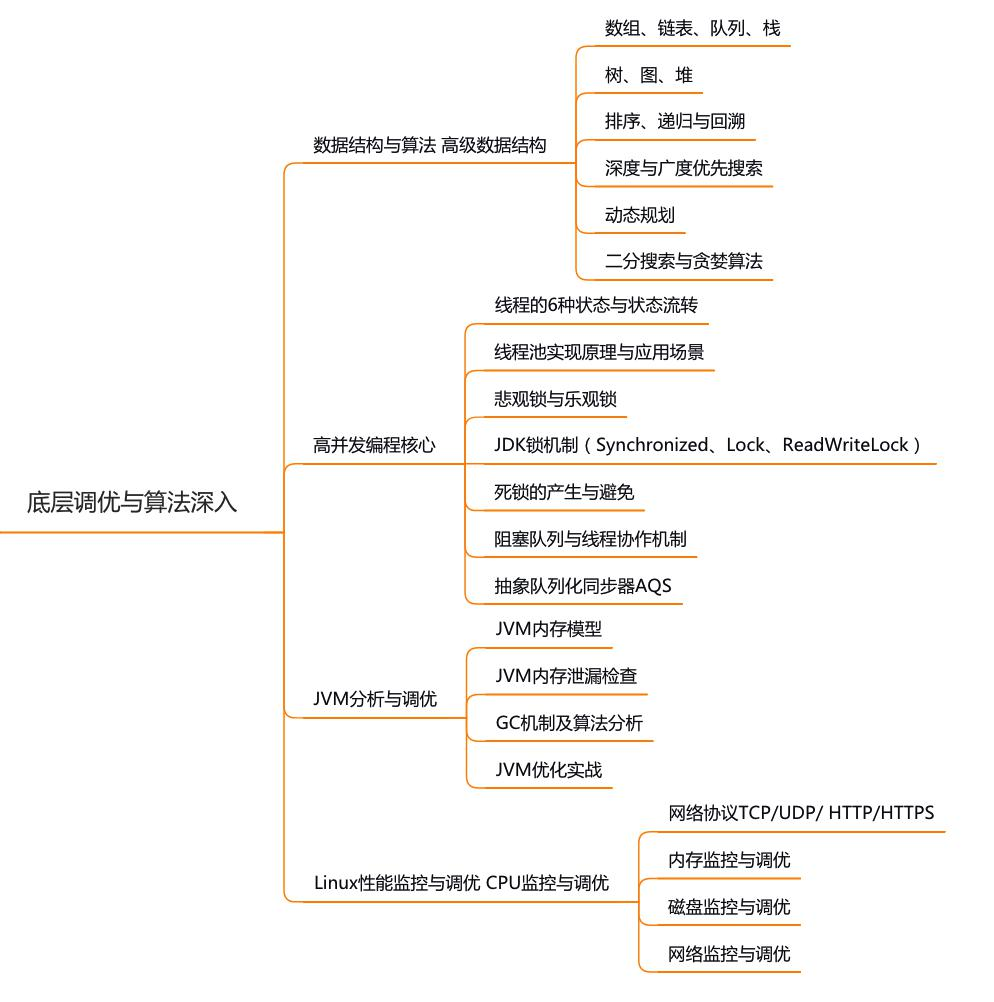 底层调优与算法深入
数据结构与算法 高级数据结构
数组、链表、队列、栈
树、图、堆
排序、递归与回溯
深度与广度优先搜索
动态规划
二分搜索与贪婪算法
高并发编程核心
线程的6种状态与状态流转
线程池实现原理与应用场景
悲观锁与乐观锁
JDK锁机制（Synchronized、Lock、ReadWriteLock）
死锁的产生与避免
阻塞队列与线程协作机制
抽象队列化同步器AQS
JVM分析与调优
JVM内存模型
JVM内存泄漏检查
GC机制及算法分析
JVM优化实战
Linux性能监控与调优 CPU监控与调优
网络协议TCP/UDP/ HTTP/HTTPS
内存监控与调优
磁盘监控与调优
网络监控与调优